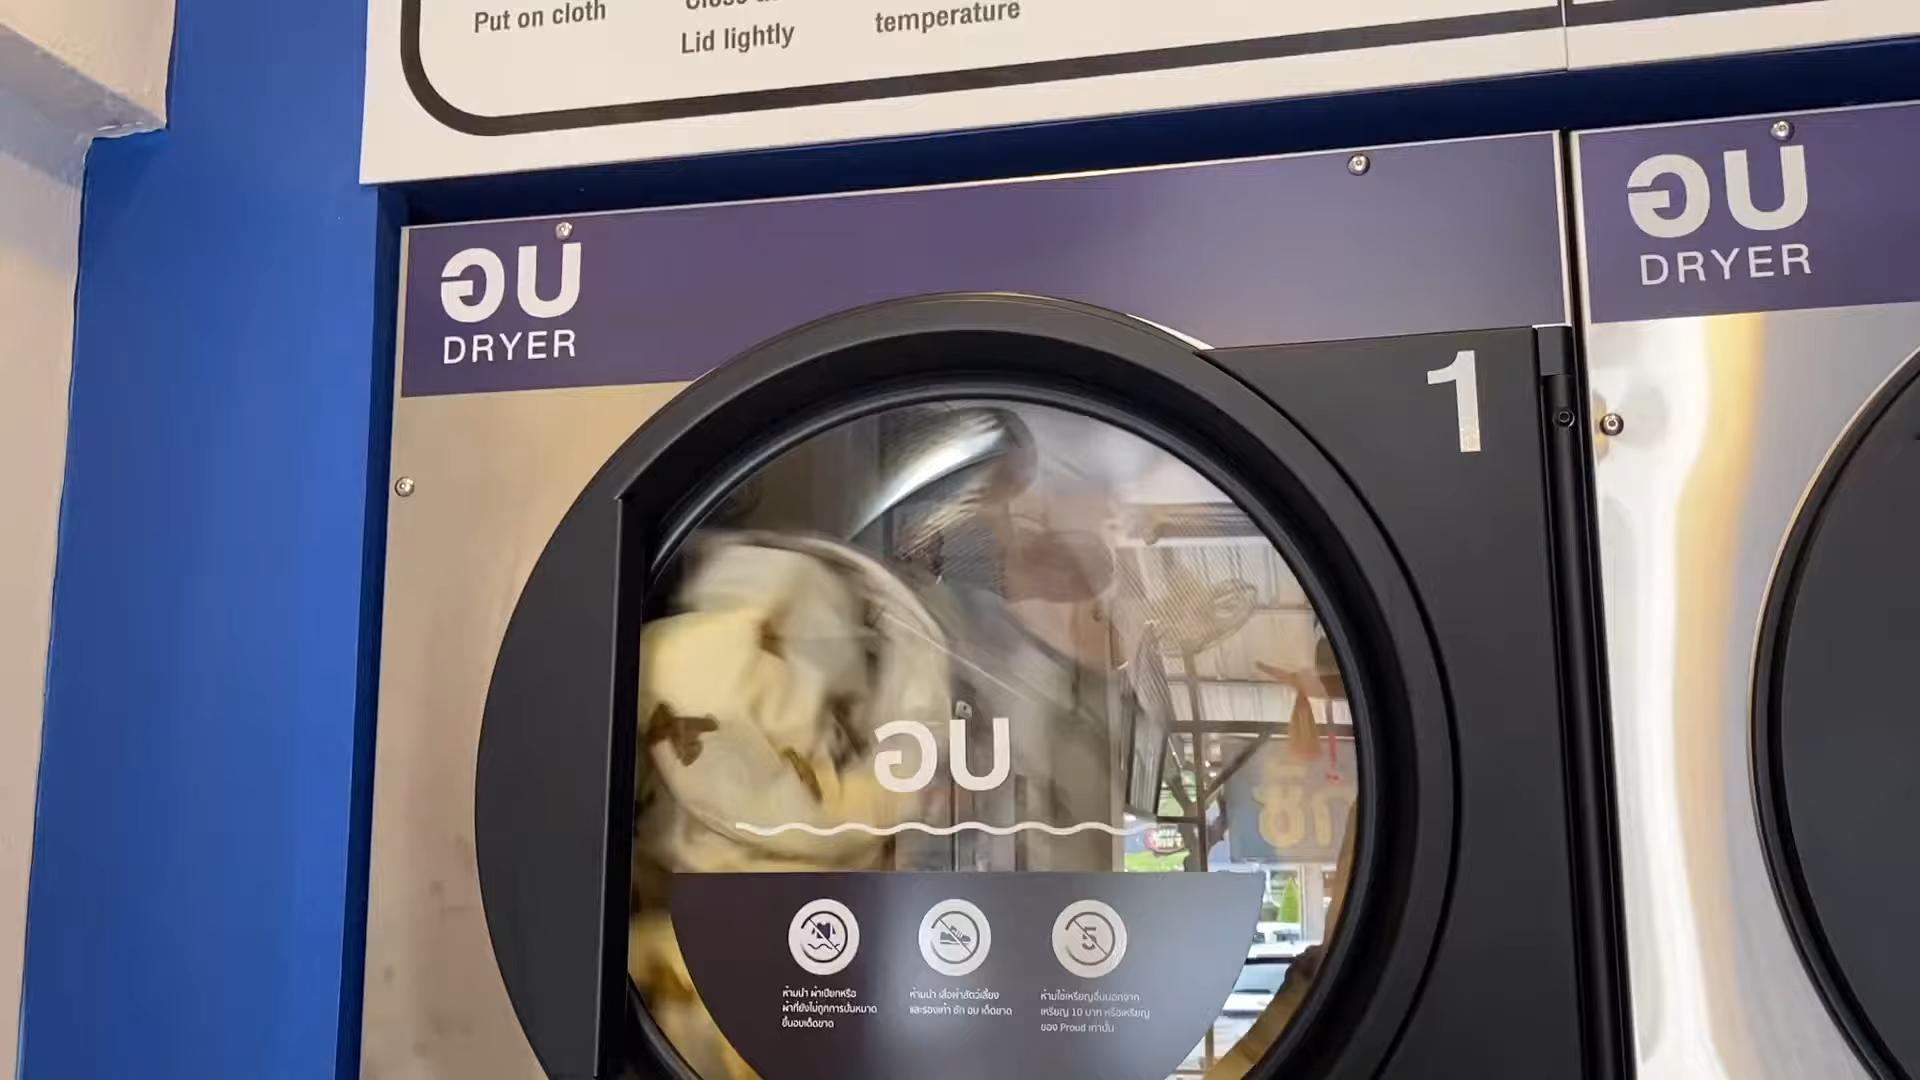 Put on cloth
Lid lightly
temperature
อบ
DRYER
อบ
DRYER
1
อบ
5
ห้ามนำ ผ้าเปียกหรือ
ผ้าที่ยังไม่ถูกการปั่นหมาด
ขึ้นอบเด็ดขาด
ห้ามนำ เสื้อผ้าสัตว์เลี้ยง
และรองเท้า ซัก อบ เด็ดขาด
ห้ามใช้เหรียญอื่นนอกจาก
เหรียญ 10 บาท หรือเหรียญ
ของ Proud เท่านั้น